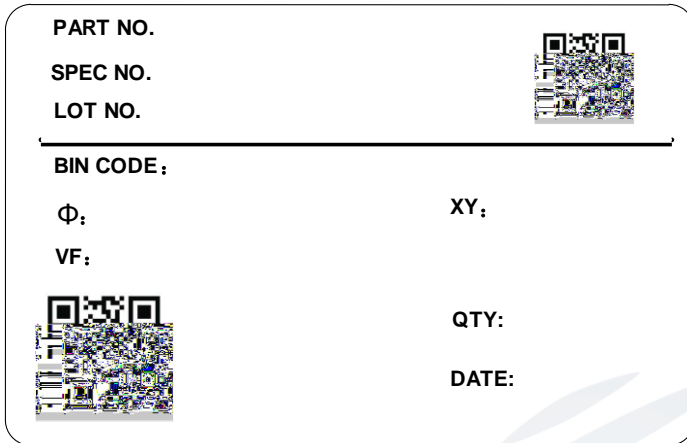 PART NO.
SPEC NO.
LOT NO.
BIN CODE：
Φ：
XY：
VF：
QTY:
DATE: